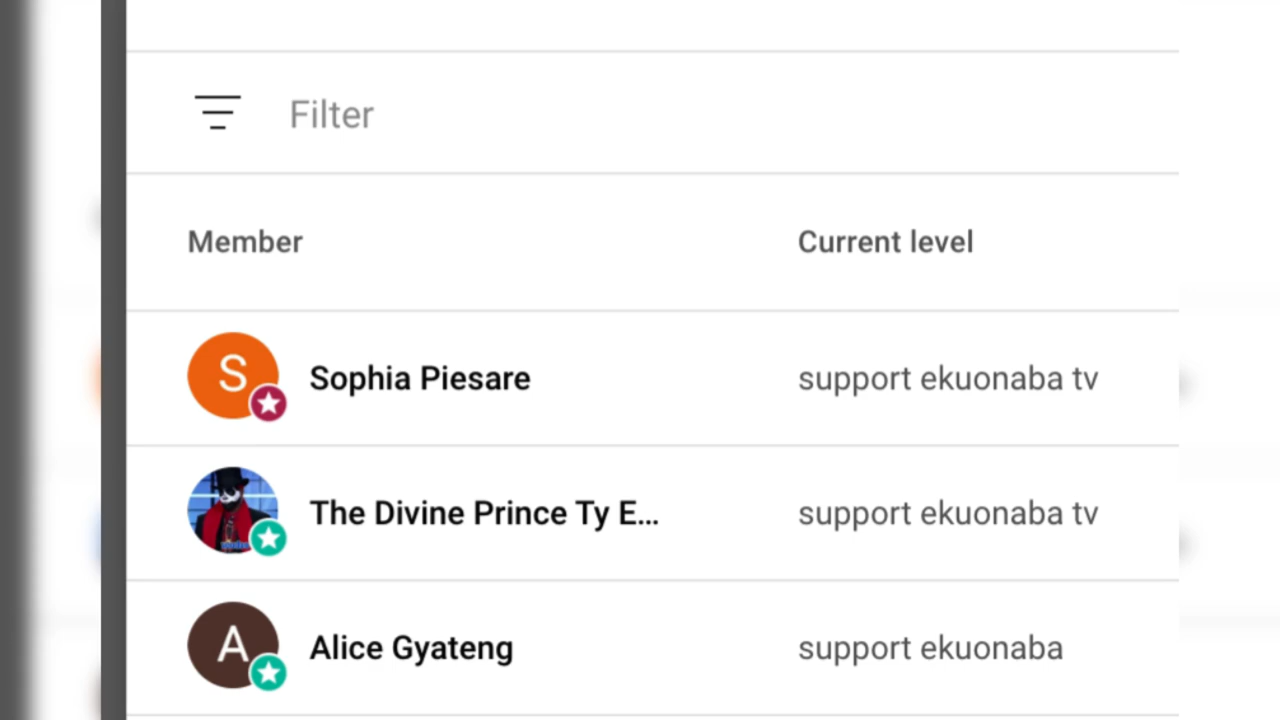 Filter
Member Current level
S Sophia Piesare support ekuonaba tv
The Divine Prince Ty E... support ekuonaba tv
A Alice Gyateng support ekuonaba